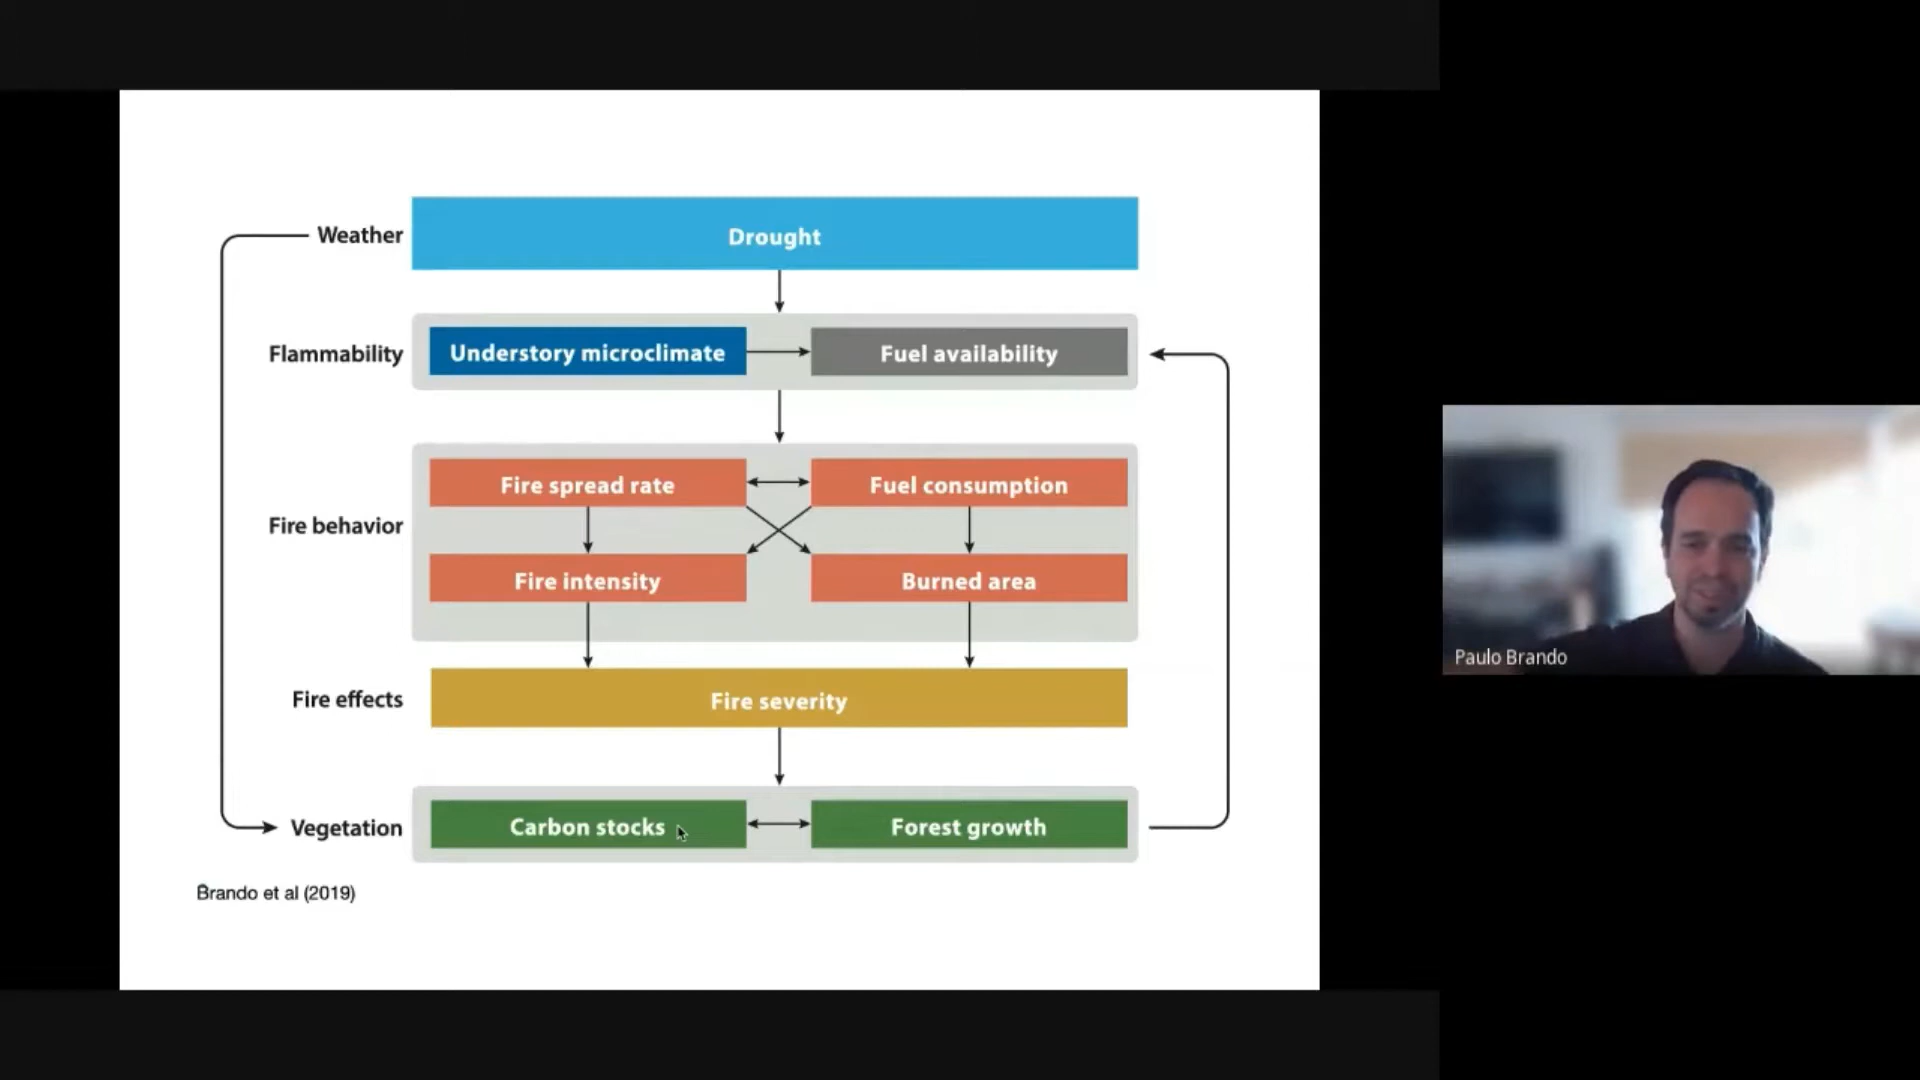 Weather
Drought
Flammability
Understory microclimate
Fuel availability
Fire behavior
Fire spread rate
Fuel consumption
Fire intensity
Burned area
Fire effects
Fire severity
Vegetation
Carbon stocks
Forest growth
Brando et al (2019)
Paulo Brando